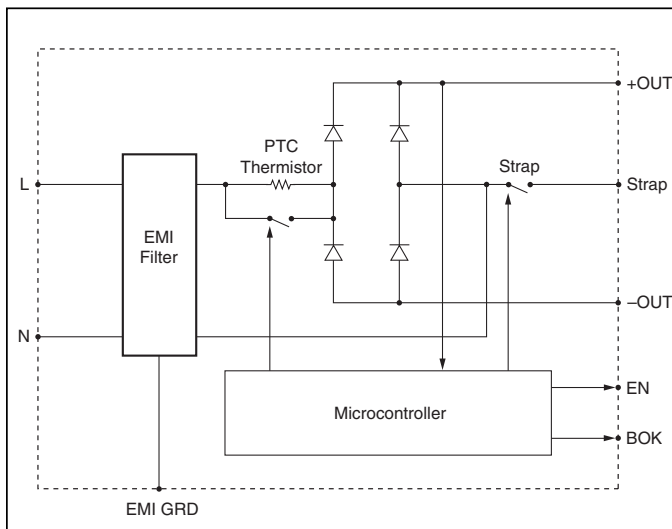 +OUT
PTC
Thermistor
Strap
L
Strap
EMI
Filter
–OUT
N
EN
Microcontroller
BOK
EMI GRD